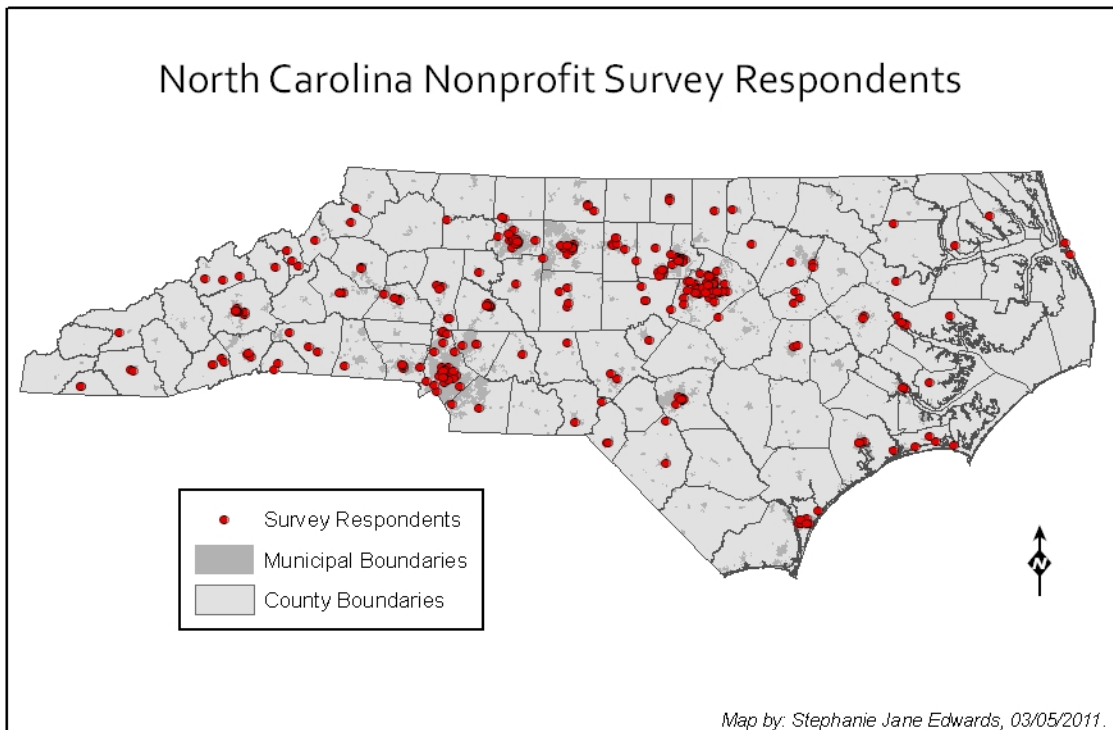 North Carolina Nonprofit Survey Respondents
Survey Respondents
Municipal Boundaries
County Boundaries
N
Map by: Stephanie Jane Edwards, 03/05/2011.